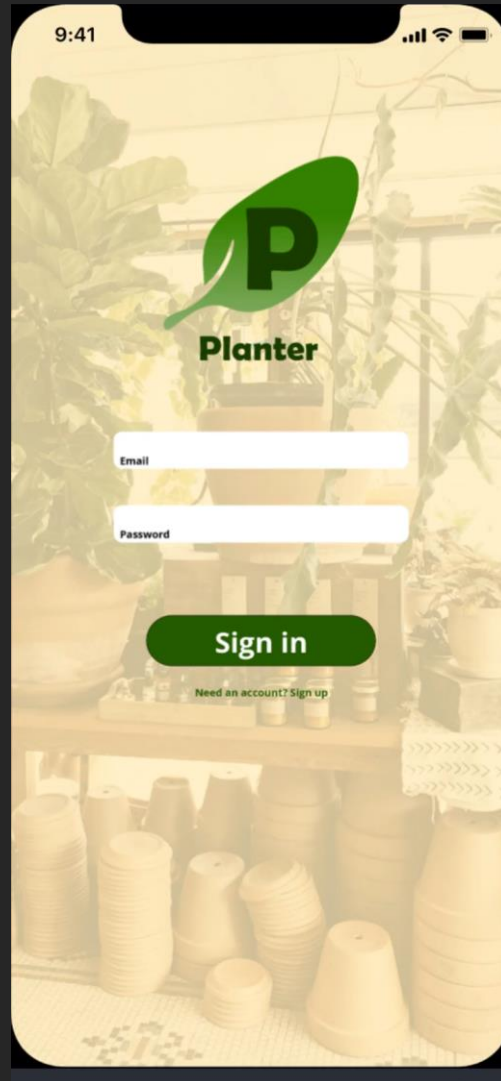 9:41
P
Planter
Email
Password
Sign in
Need an account? Sign up